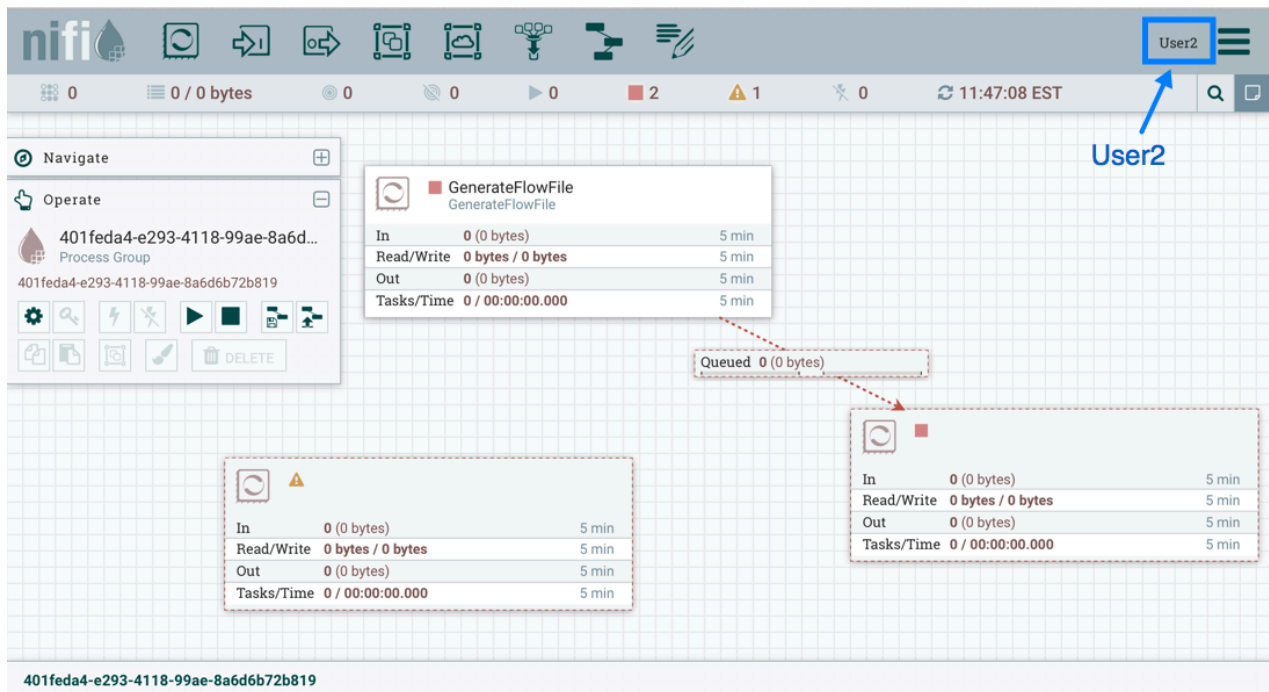 nifi
User2
0
0 / 0 bytes
0
0
0
2
1
0
11:47:08 EST
User2
Navigate
Operate
401feda4-e293-4118-99ae-8a6d...
Process Group
401feda4-e293-4118-99ae-8a6d6b72b819
DELETE
GenerateFlowFile
GenerateFlowFile
In 0 (0 bytes) 5 min
Read/Write 0 bytes / 0 bytes 5 min
Out 0 (0 bytes) 5 min
Tasks/Time 0 / 00:00:00.000 5 min
Queued 0 (0 bytes)
In 0 (0 bytes) 5 min
Read/Write 0 bytes / 0 bytes 5 min
Out 0 (0 bytes) 5 min
Tasks/Time 0 / 00:00:00.000 5 min
In 0 (0 bytes) 5 min
Read/Write 0 bytes / 0 bytes 5 min
Out 0 (0 bytes) 5 min
Tasks/Time 0 / 00:00:00.000 5 min
401feda4-e293-4118-99ae-8a6d6b72b819